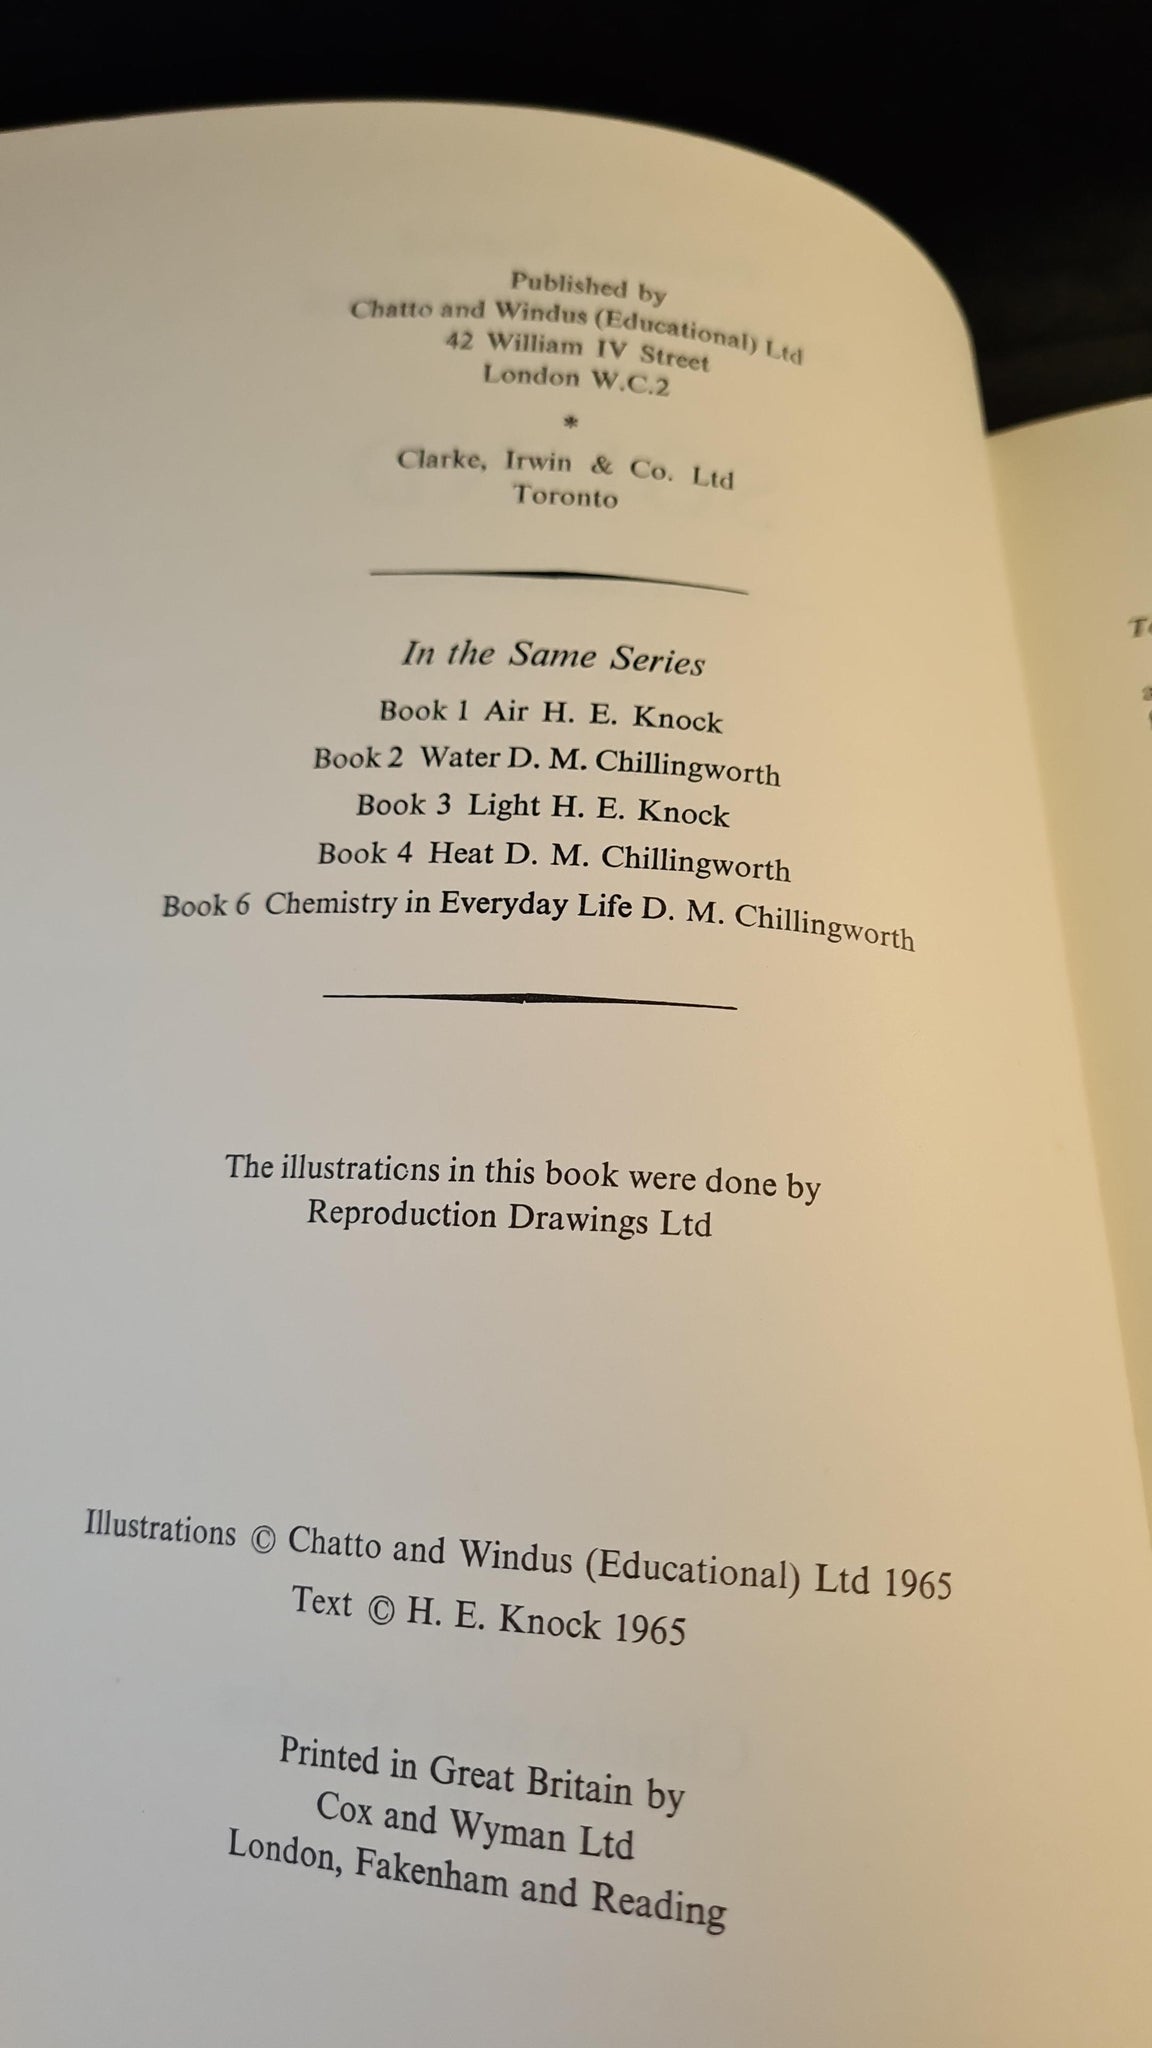 Published by
Chatto and Windus (Educational) Ltd
42 William IV Street
London W.C.2
*
Clarke, Irwin & Co. Ltd
Toronto
In the Same Series
Book 1 Air H. E. Knock
Book 2 Water D. M. Chillingworth
Book 3 Light H. E. Knock
Book 4 Heat D. M. Chillingworth
Book 6 Chemistry in Everyday Life D. M. Chillingworth
The illustrations in this book were done by
Reproduction Drawings Ltd
Illustrations © Chatto and Windus (Educational) Ltd 1965
Text © H. E. Knock 1965
Printed in Great Britain by
Cox and Wyman Ltd
London, Fakenham and Reading